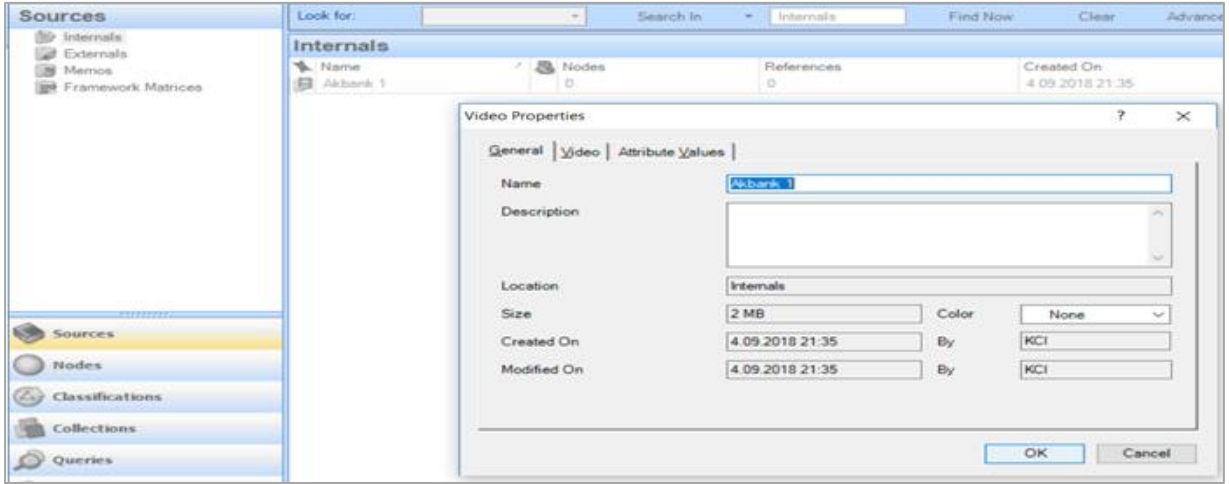 Sources
Internals
Externals
Memos
Framework Matrices
Sources
Nodes
Classifications
Collections
Queries
Look for: Search In Internals Find Now Clear Advance
Internals
Name Nodes References Created On
Akbank 1 0 0 4.09.2018 21:35
Video Properties ? ×
General Video Attribute Values
Name Akbank 1
Description
Location Internals
Size 2 MB Color None
Created On 4.09.2018 21:35 By KCI
Modified On 4.09.2018 21:35 By KCI
OK Cancel